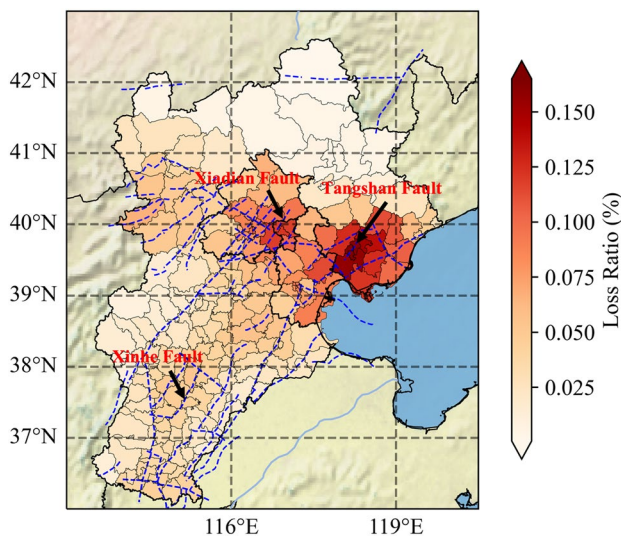 42°N
41°N
40°N
39°N
38°N
37°N
116°E
119°E
Xiadian Fault
Tangshan Fault
Xinhe Fault
0.150
0.125
0.100
0.075
0.050
0.025
Loss Ratio (%)